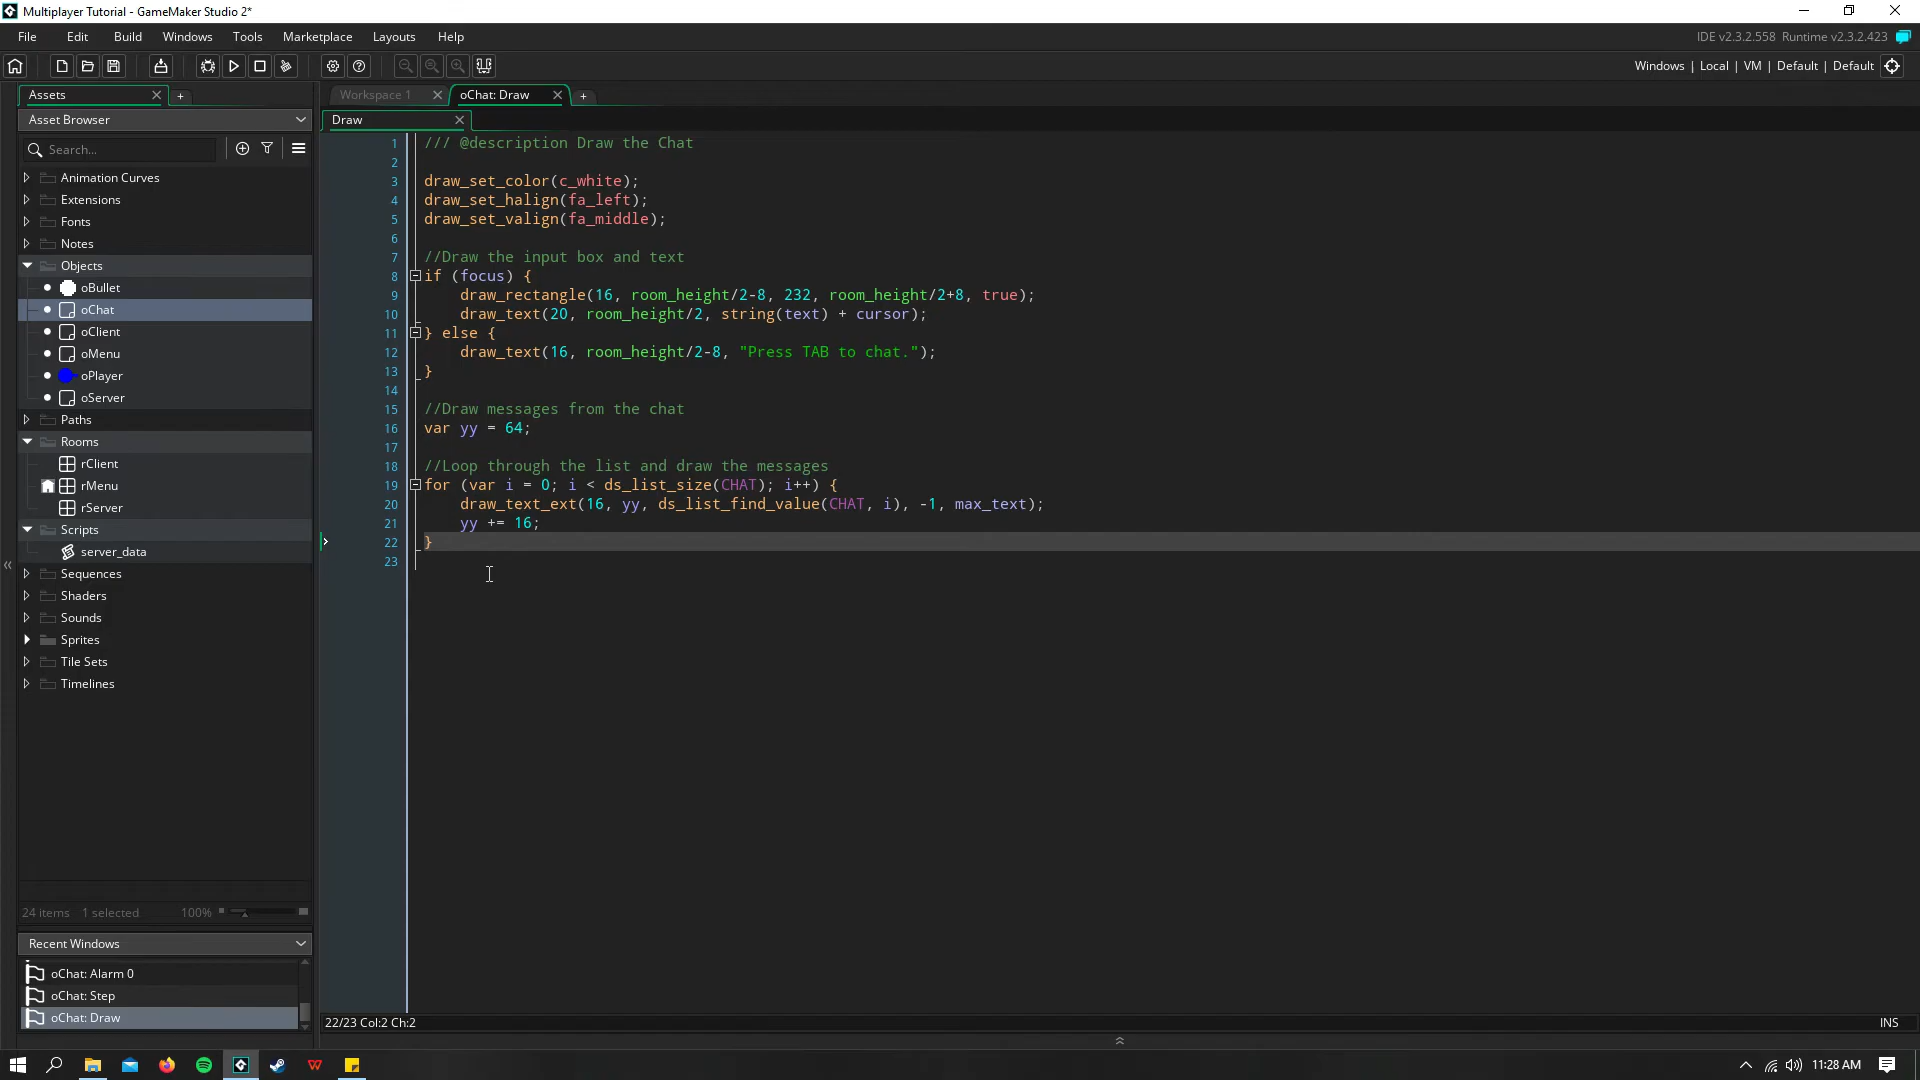 Multiplayer Tutorial - GameMaker Studio 2*
File Edit Build Windows Tools Marketplace Layouts Help
IDE v2.3.2.558 Runtime v2.3.2.423
Windows | Local | VM | Default | Default
Assets
Workspace 1
oChat: Draw
Asset Browser
Draw
Search...
Animation Curves
Extensions
Fonts
Notes
Objects
oBullet
oChat
oClient
oMenu
oPlayer
oServer
Paths
Rooms
rClient
rMenu
rServer
Scripts
server_data
Sequences
Shaders
Sounds
Sprites
Tile Sets
Timelines
24 items 1 selected 100%
Recent Windows
oChat: Alarm 0
oChat: Step
oChat: Draw
1 /// @description Draw the Chat
2
3 draw_set_color(c_white);
4 draw_set_halign(fa_left);
5 draw_set_valign(fa_middle);
6
7 //Draw the input box and text
8 if (focus) {
9 draw_rectangle(16, room_height/2-8, 232, room_height/2+8, true);
10 draw_text(20, room_height/2, string(text) + cursor);
11 } else {
12 draw_text(16, room_height/2-8, "Press TAB to chat.");
13 }
14
15 //Draw messages from the chat
16 var yy = 64;
17
18 //Loop through the list and draw the messages
19 for (var i = 0; i < ds_list_size(CHAT); i++) {
20 draw_text_ext(16, yy, ds_list_find_value(CHAT, i), -1, max_text);
21 yy += 16;
22 }
23
22/23 Col:2 Ch:2
INS
11:28 AM